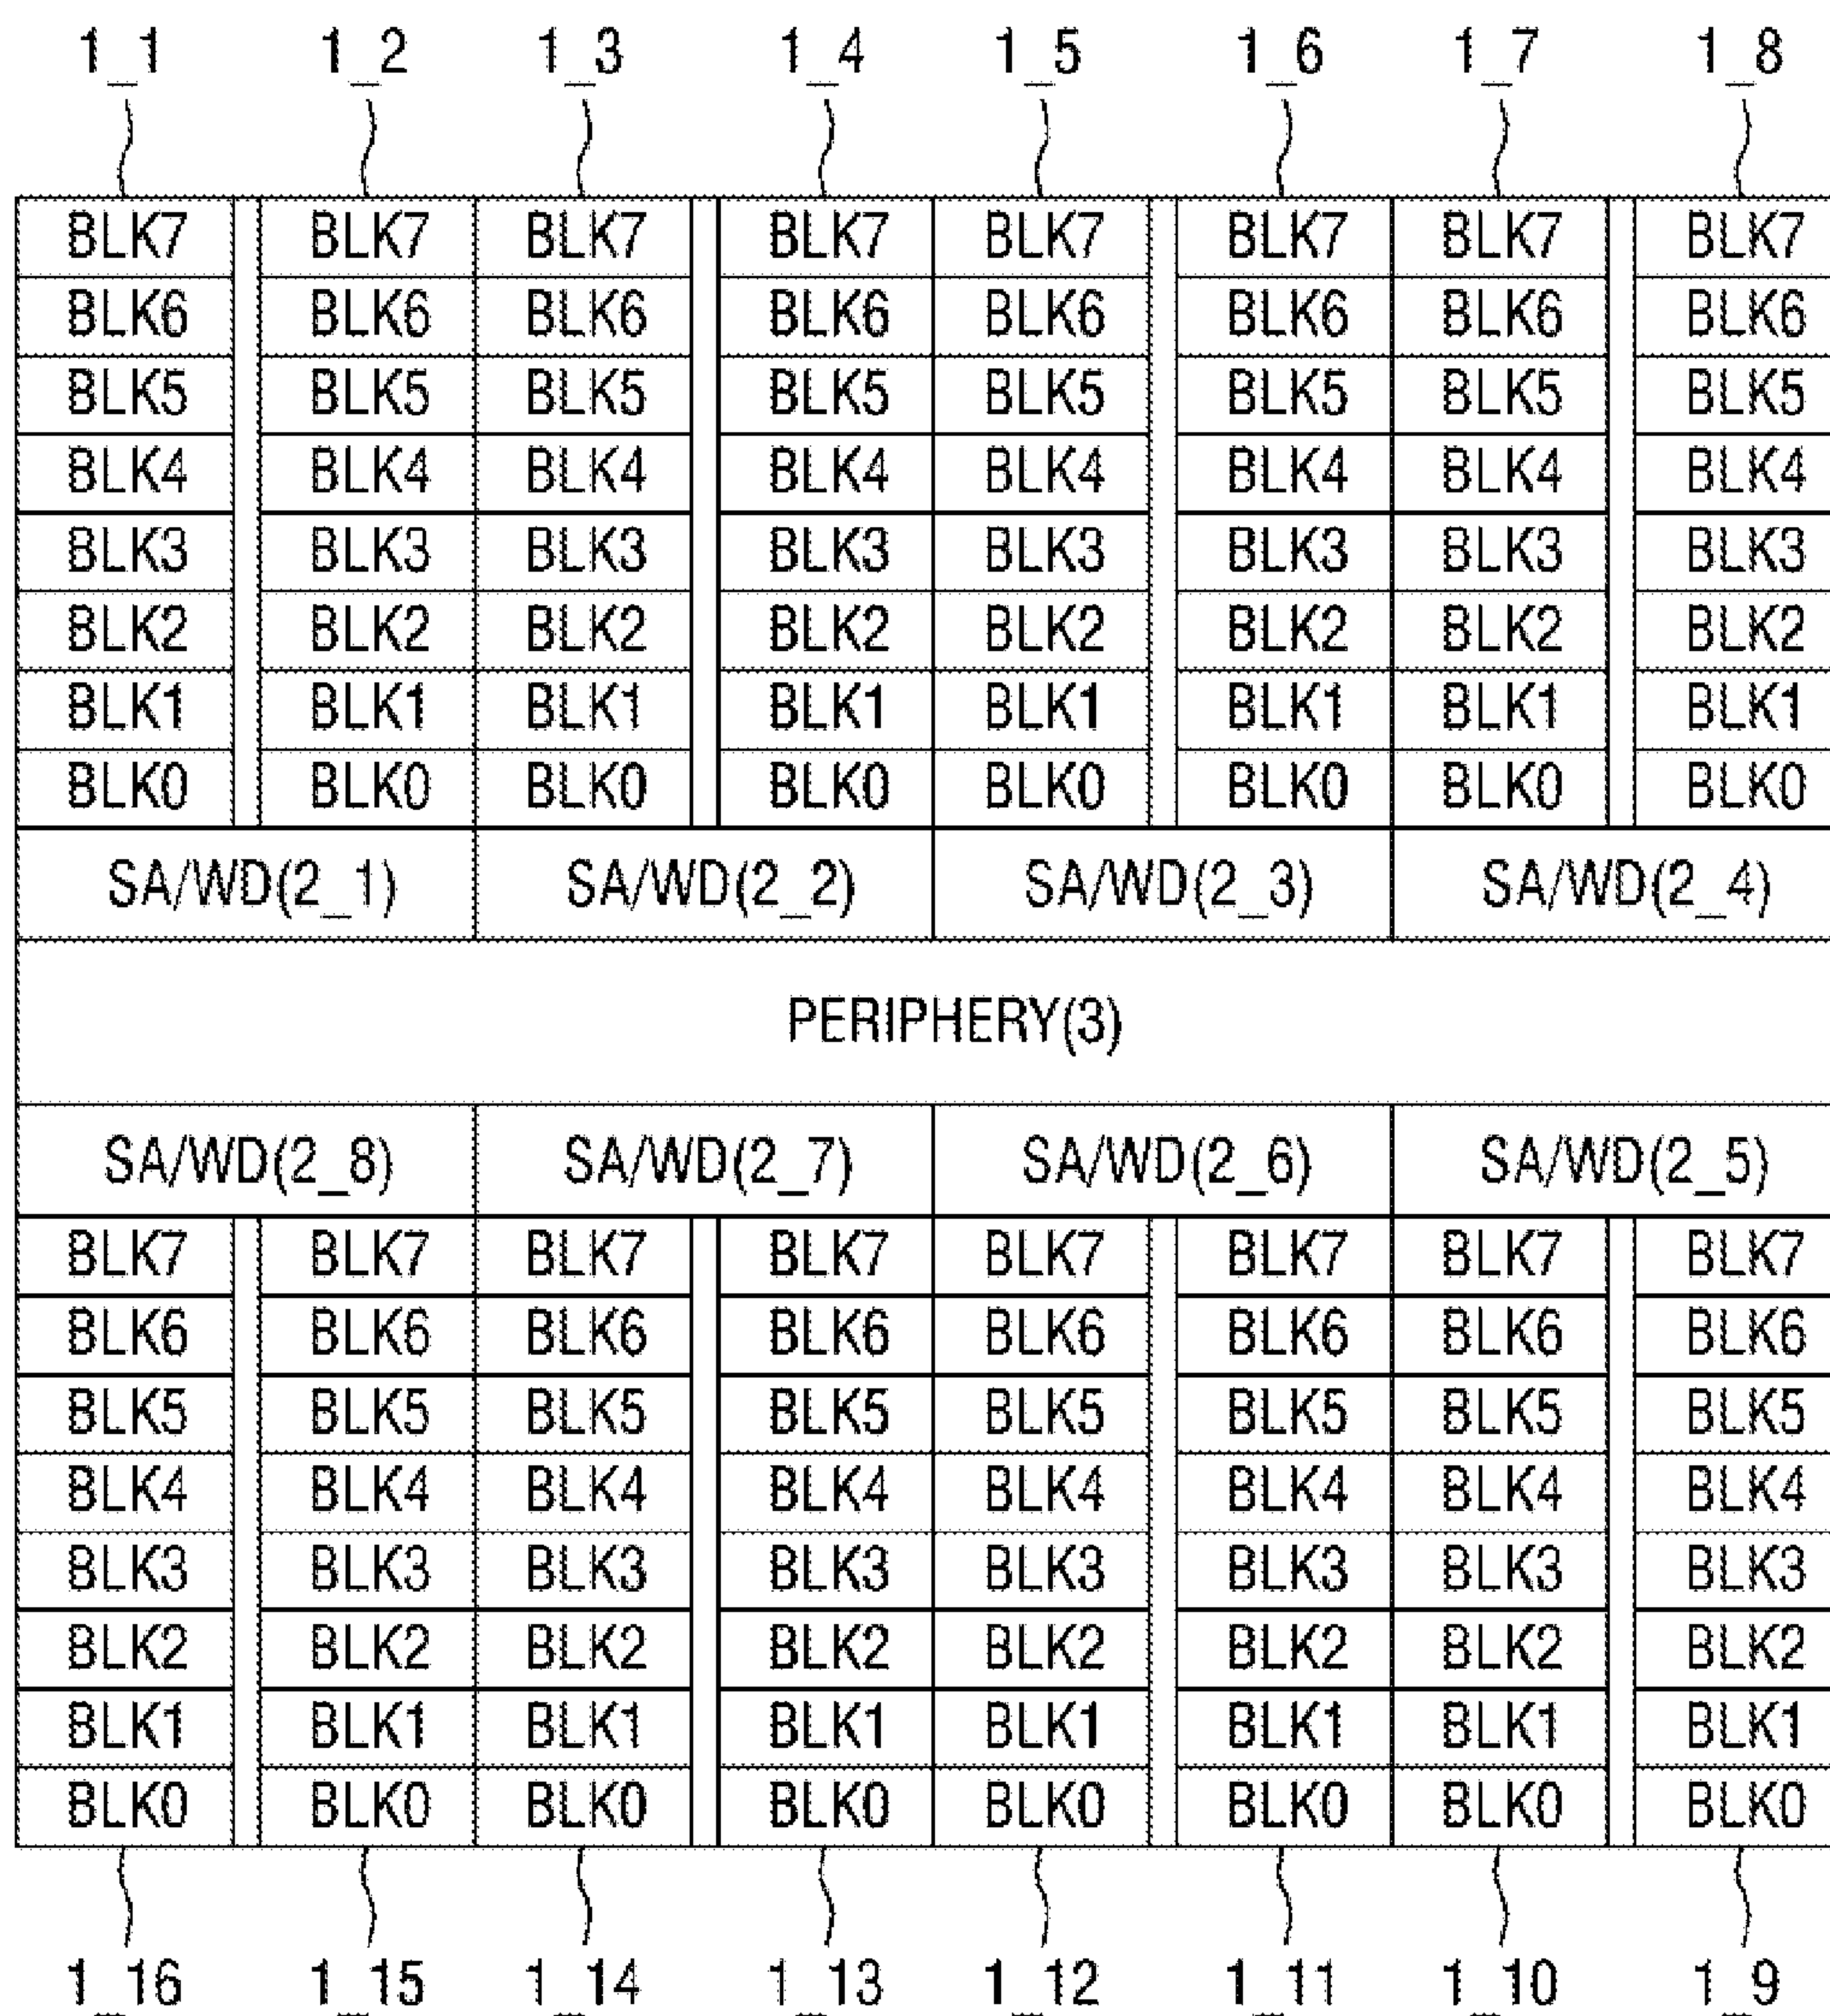 1_1 1_2 1_3 1_4 1_5 1_6 1_7 1_8
BLK7 BLK7 BLK7 BLK7 BLK7 BLK7 BLK7 BLK7
BLK6 BLK6 BLK6 BLK6 BLK6 BLK6 BLK6 BLK6
BLK5 BLK5 BLK5 BLK5 BLK5 BLK5 BLK5 BLK5
BLK4 BLK4 BLK4 BLK4 BLK4 BLK4 BLK4 BLK4
BLK3 BLK3 BLK3 BLK3 BLK3 BLK3 BLK3 BLK3
BLK2 BLK2 BLK2 BLK2 BLK2 BLK2 BLK2 BLK2
BLK1 BLK1 BLK1 BLK1 BLK1 BLK1 BLK1 BLK1
BLK0 BLK0 BLK0 BLK0 BLK0 BLK0 BLK0 BLK0
SA/WD(2_1) SA/WD(2_2) SA/WD(2_3) SA/WD(2_4)
PERIPHERY(3)
SA/WD(2_8) SA/WD(2_7) SA/WD(2_6) SA/WD(2_5)
BLK7 BLK7 BLK7 BLK7 BLK7 BLK7 BLK7 BLK7
BLK6 BLK6 BLK6 BLK6 BLK6 BLK6 BLK6 BLK6
BLK5 BLK5 BLK5 BLK5 BLK5 BLK5 BLK5 BLK5
BLK4 BLK4 BLK4 BLK4 BLK4 BLK4 BLK4 BLK4
BLK3 BLK3 BLK3 BLK3 BLK3 BLK3 BLK3 BLK3
BLK2 BLK2 BLK2 BLK2 BLK2 BLK2 BLK2 BLK2
BLK1 BLK1 BLK1 BLK1 BLK1 BLK1 BLK1 BLK1
BLK0 BLK0 BLK0 BLK0 BLK0 BLK0 BLK0 BLK0
1_16 1_15 1_14 1_13 1_12 1_11 1_10 1_9